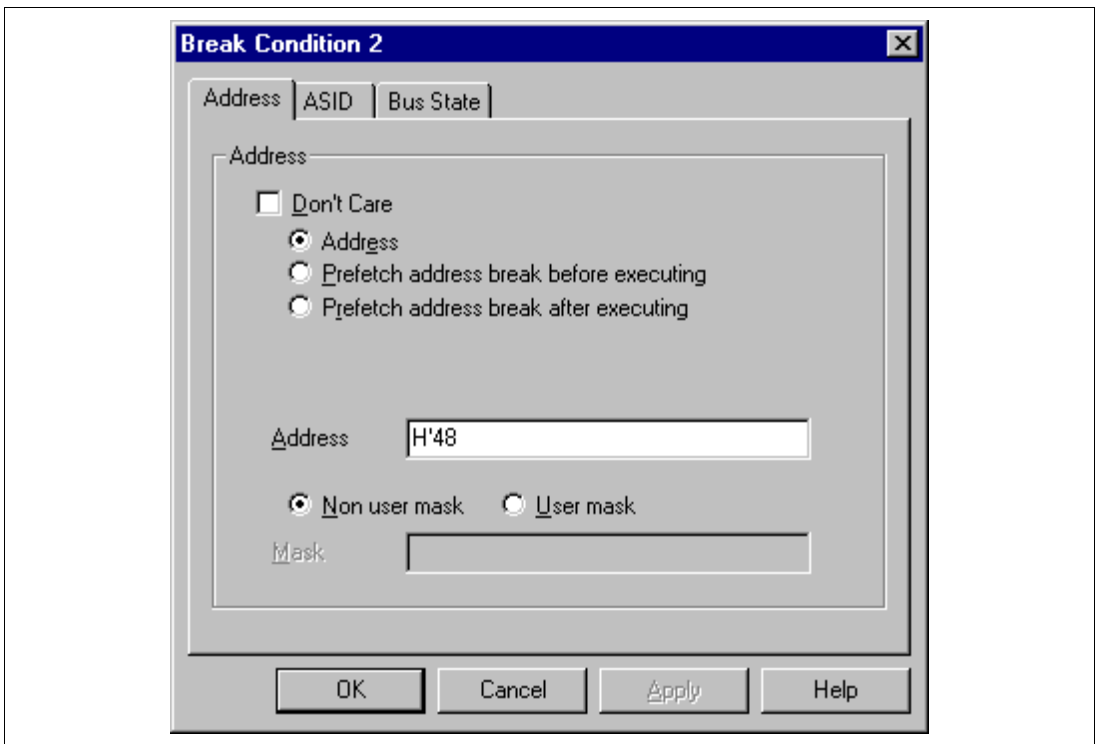 Break Condition 2
Address ASID Bus State
Address
Don't Care
Address
Prefetch address break before executing
Prefetch address break after executing
Address H'48
Non user mask User mask
Mask
OK Cancel Apply Help